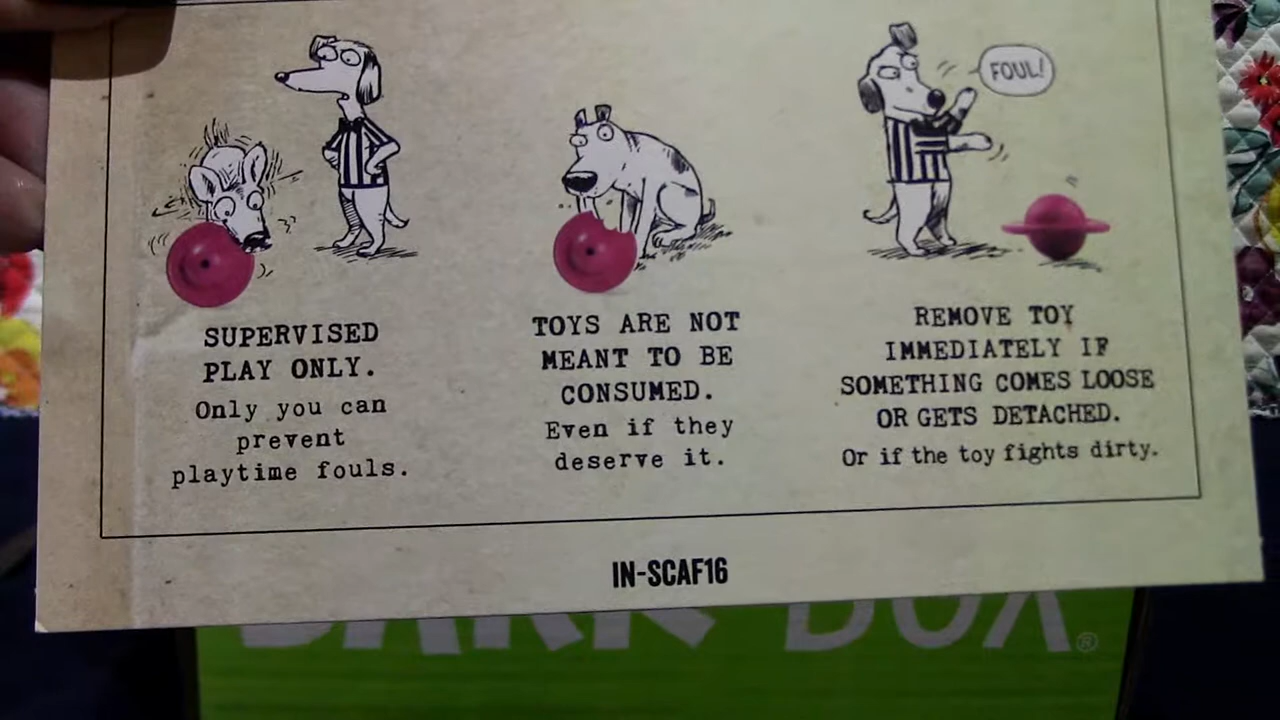 FOUL!
SUPERVISED
PLAY ONLY.
Only you can
prevent
playtime fouls.
TOYS ARE NOT
MEANT TO BE
CONSUMED.
Even if they
deserve it.
REMOVE TOY
IMMEDIATELY IF
SOMETHING COMES LOOSE
OR GETS DETACHED.
Or if the toy fights dirty.
IN-SCAF16
BARK BOX®